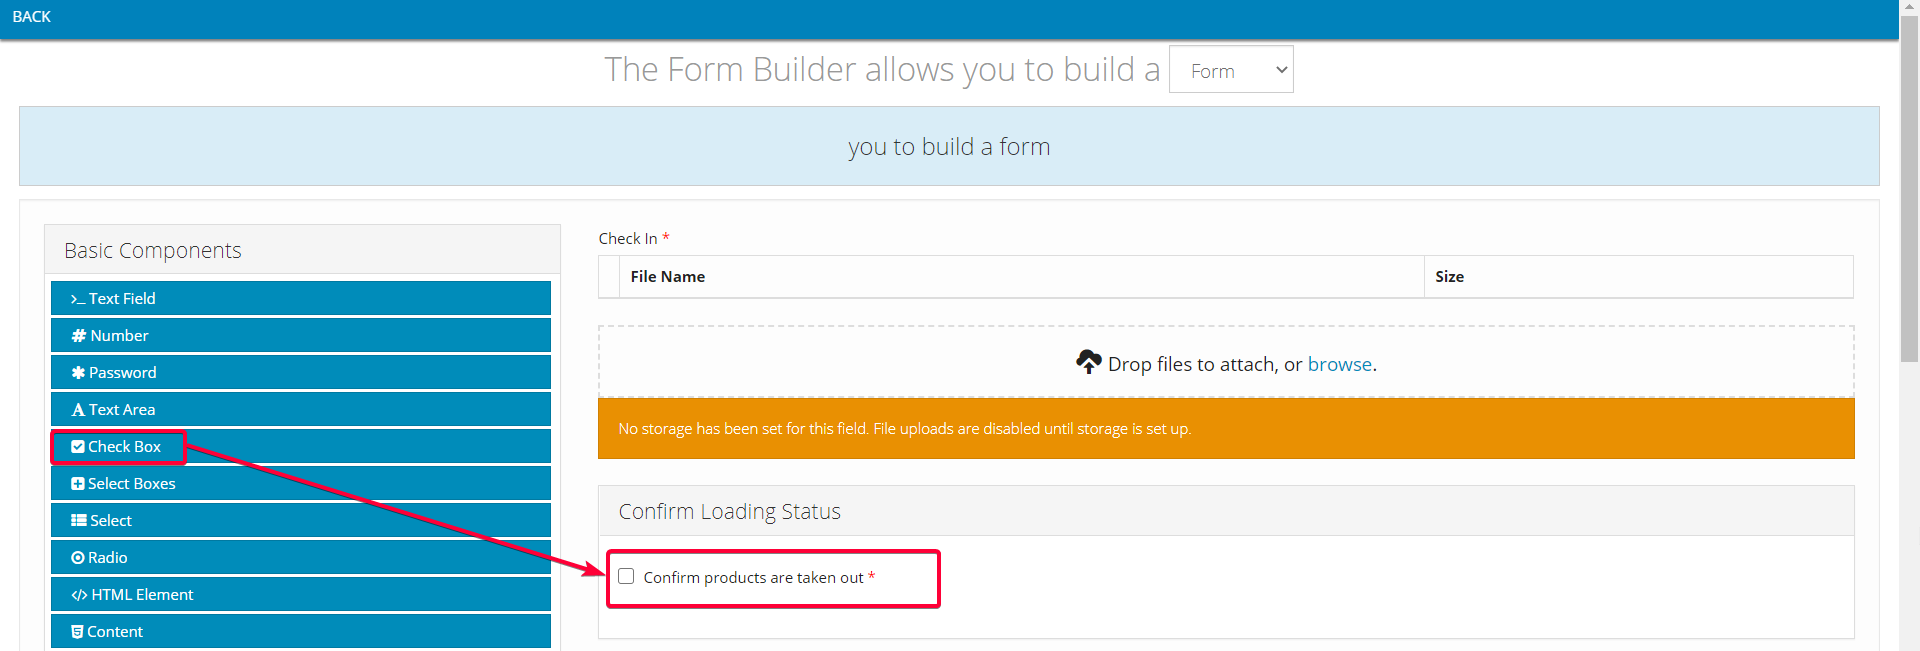 BACK
The Form Builder allows you to build a Form
you to build a form
Basic Components
Text Field
Number
Password
Text Area
Check Box
Select Boxes
Select
Radio
HTML Element
Content
Check In *
File Name Size
Drop files to attach, or browse.
No storage has been set for this field. File uploads are disabled until storage is set up.
Confirm Loading Status
Confirm products are taken out *